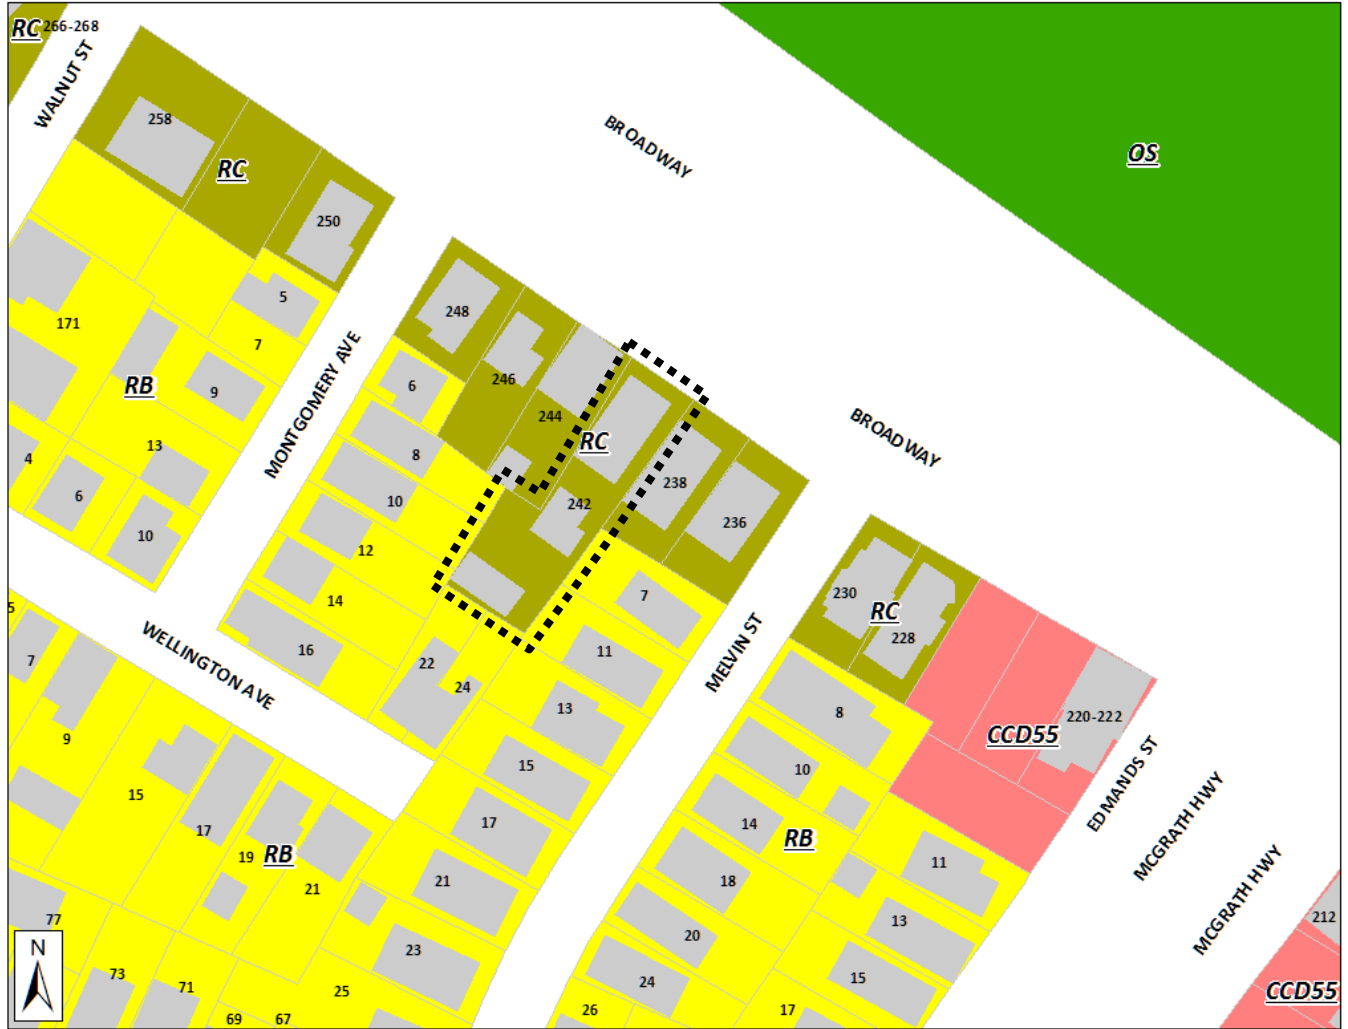 RC 266-268
WALNUT ST
258
RC
250
BROADWAY
OS
5
7
171
RB
9
13
4
6
10
MONTGOMERY AVE
248
246
244
RC
6
8
10
12
14
16
242
238
236
BROADWAY
7
11
13
15
17
21
23
25
22
24
230
RC
228
MELVIN ST
WELLINGTON AVE
5
7
9
15
17
19
RB
21
77
73
71
69
67
8
10
14
RB
18
20
24
26
11
13
15
17
CCD55
220-222
EDMANDS ST
MCGRATH HWY
MCGRATH HWY
212
CCD55
N